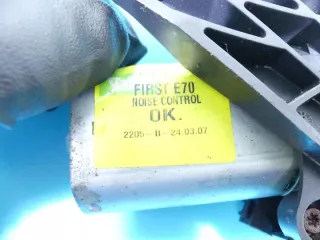 FIRST E70
NOISE CONTROL
OK.
2205-B-24.03.07